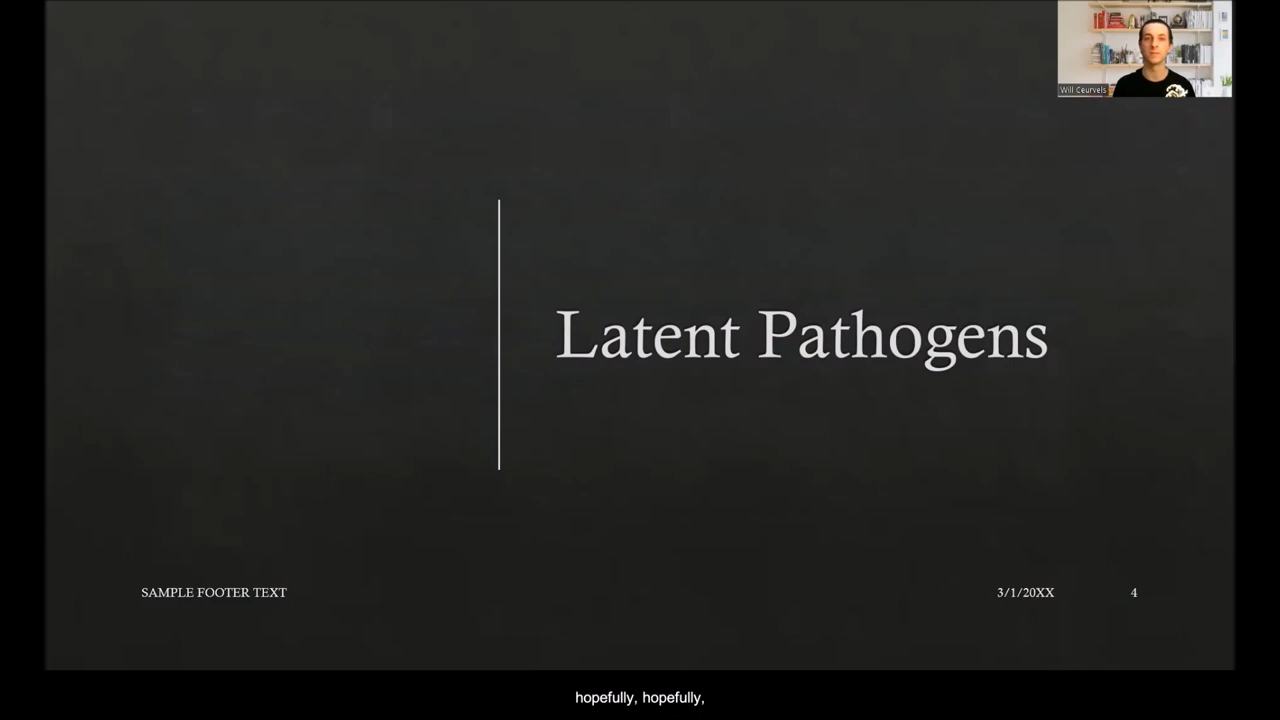 Will Ceurvels
Latent Pathogens
SAMPLE FOOTER TEXT
3/1/20XX
4
hopefully, hopefully,